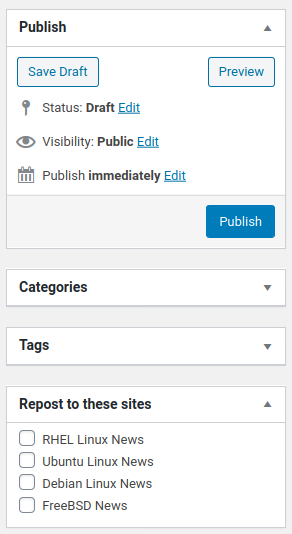 Publish
Save Draft Preview
Status: Draft Edit
Visibility: Public Edit
Publish immediately Edit
Publish
Categories
Tags
Repost to these sites
RHEL Linux News
Ubuntu Linux News
Debian Linux News
FreeBSD News